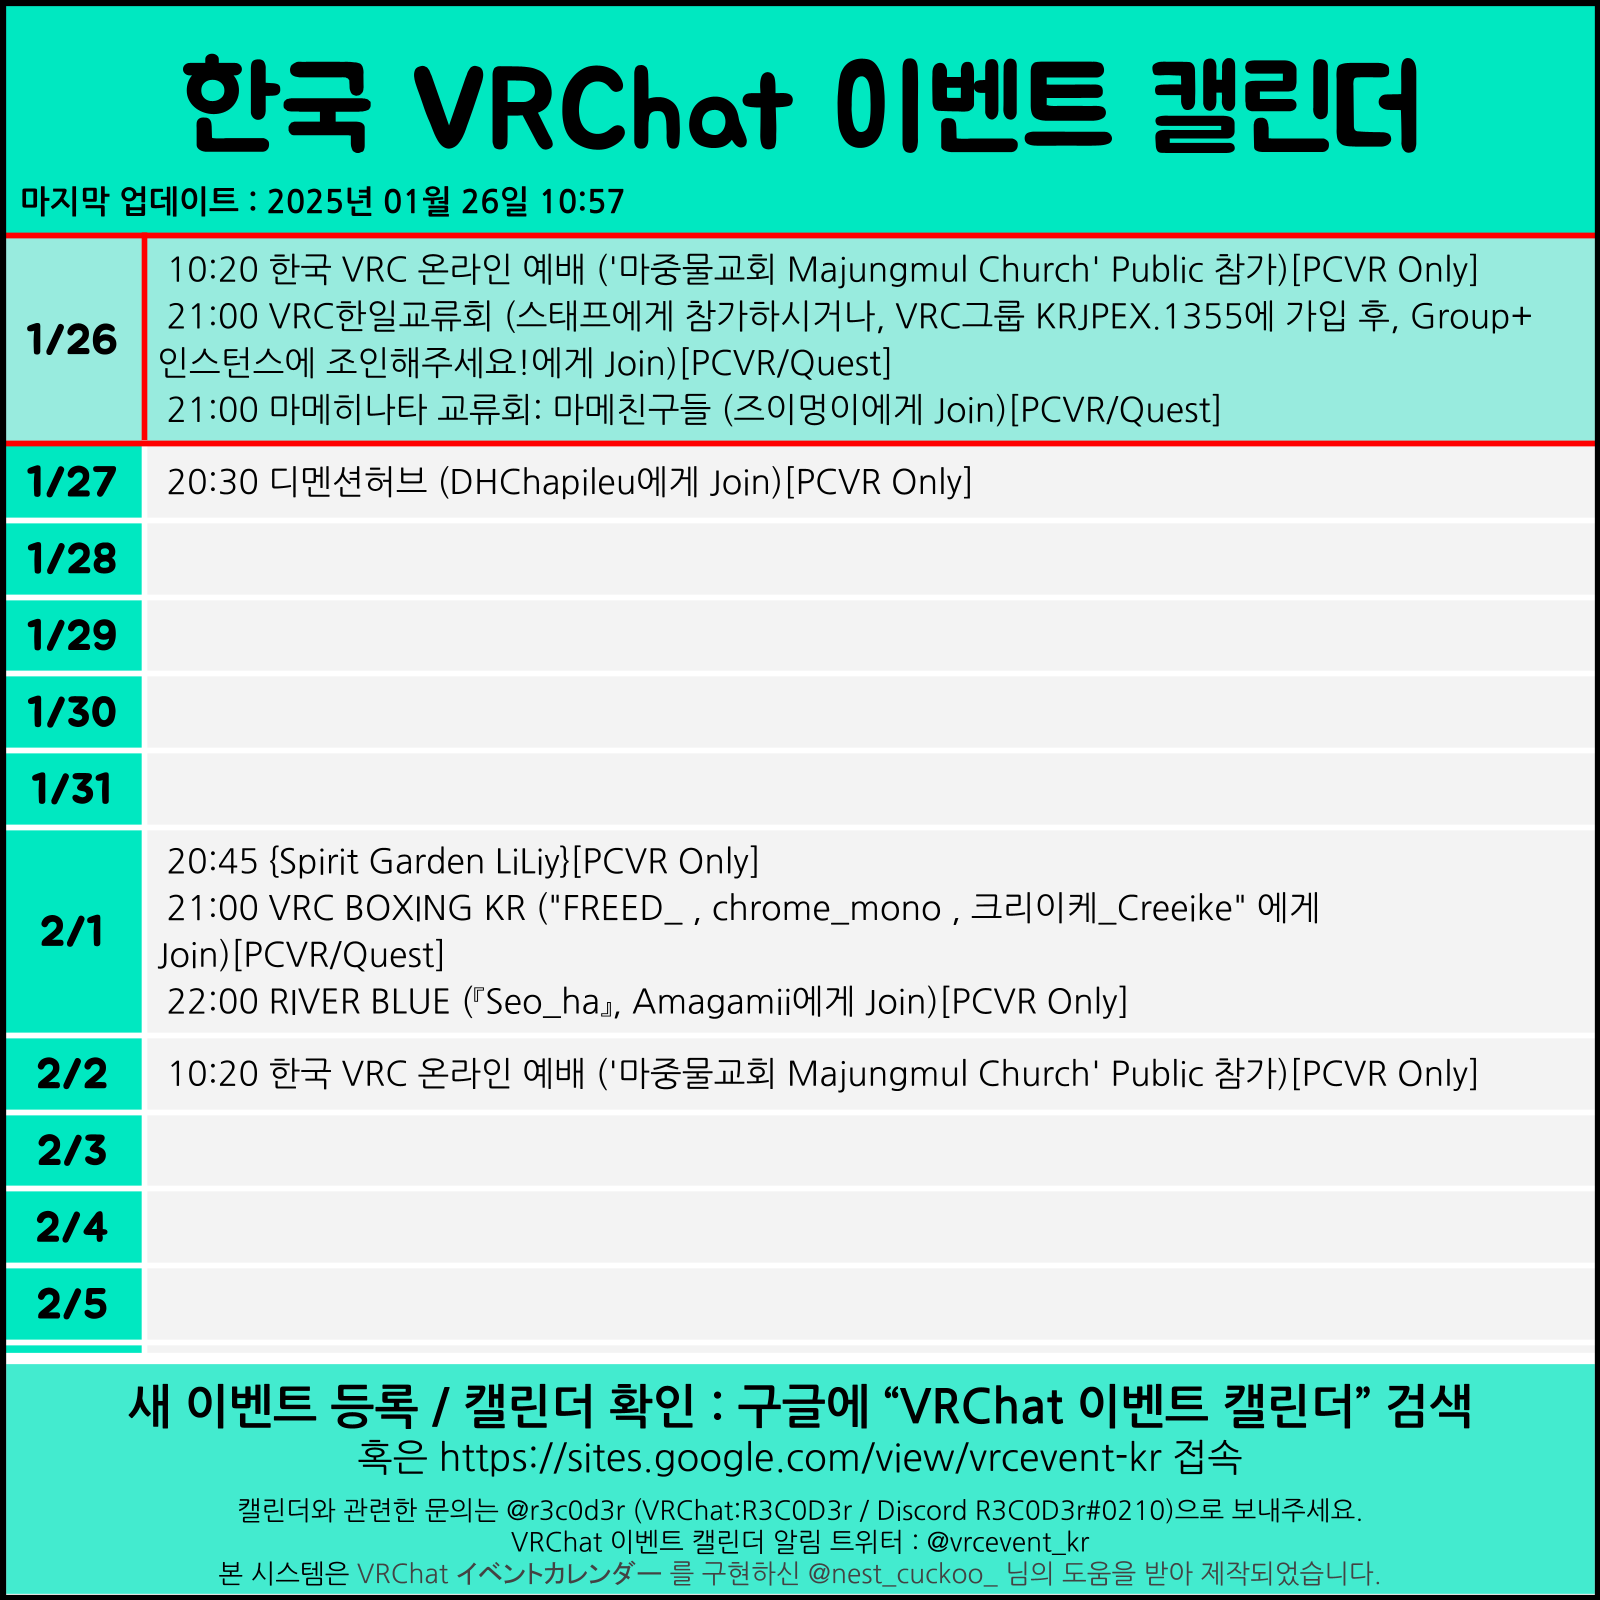 한국 VRChat 이벤트 캘린더
마지막 업데이트 : 2025년 01월 26일 10:57
1/26
10:20 한국 VRC 온라인 예배 ('마중물교회 Majungmul Church' Public 참가)[PCVR Only]
21:00 VRC한일교류회 (스태프에게 참가하시거나, VRC그룹 KRJPEX.1355에 가입 후, Group+
인스턴스에 조인해주세요!에게 Join)[PCVR/Quest]
21:00 마메히나타 교류회: 마메친구들 (즈이멍이에게 Join)[PCVR/Quest]
1/27
20:30 디멘션허브 (DHChapileu에게 Join)[PCVR Only]
1/28
1/29
1/30
1/31
2/1
20:45 {Spirit Garden LiLiy}[PCVR Only]
21:00 VRC BOXING KR ("FREED_ , chrome_mono , 크리이케_Creeike" 에게
Join)[PCVR/Quest]
22:00 RIVER BLUE (『Seo_ha』, Amagamii에게 Join)[PCVR Only]
2/2
10:20 한국 VRC 온라인 예배 ('마중물교회 Majungmul Church' Public 참가)[PCVR Only]
2/3
2/4
2/5
새 이벤트 등록 / 캘린더 확인 : 구글에 “VRChat 이벤트 캘린더” 검색
혹은 https://sites.google.com/view/vrcevent-kr 접속
캘린더와 관련한 문의는 @r3c0d3r (VRChat:R3C0D3r / Discord R3C0D3r#0210)으로 보내주세요.
VRChat 이벤트 캘린더 알림 트위터 : @vrcevent_kr
본 시스템은 VRChat イベントカレンダー 를 구현하신 @nest_cuckoo_ 님의 도움을 받아 제작되었습니다.